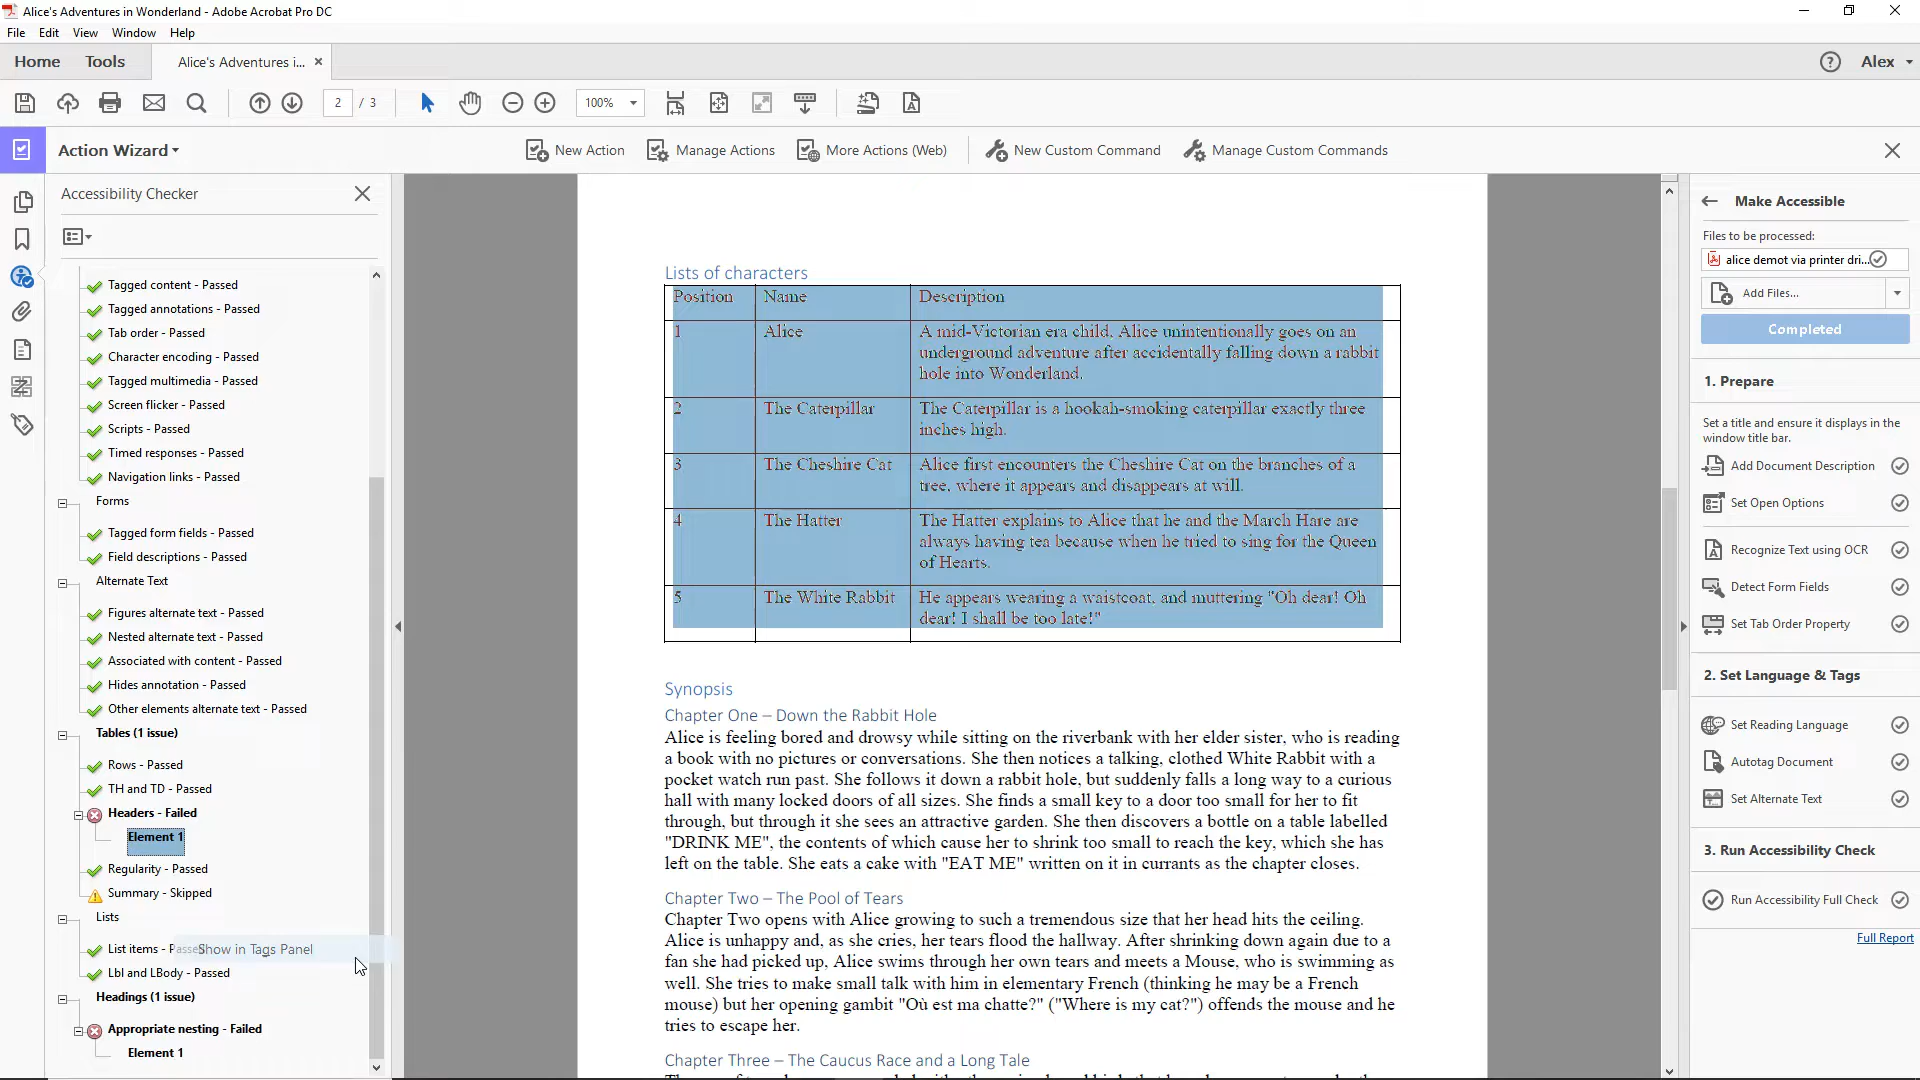 Alice's Adventures in Wonderland - Adobe Acrobat Pro DC
File Edit View Window Help
Home Tools Alice's Adventures i... Alex
2 / 3 100%
Action Wizard New Action Manage Actions More Actions (Web) New Custom Command Manage Custom Commands
Accessibility Checker
Tagged content - Passed
Tagged annotations - Passed
Tab order - Passed
Character encoding - Passed
Tagged multimedia - Passed
Screen flicker - Passed
Scripts - Passed
Timed responses - Passed
Navigation links - Passed
Forms
Tagged form fields - Passed
Field descriptions - Passed
Alternate Text
Figures alternate text - Passed
Nested alternate text - Passed
Associated with content - Passed
Hides annotation - Passed
Other elements alternate text - Passed
Tables (1 issue)
Rows - Passed
TH and TD - Passed
Headers - Failed
Element 1
Regularity - Passed
Summary - Skipped
Lists
List items - Passed
Show in Tags Panel
Lbl and LBody - Passed
Headings (1 issue)
Appropriate nesting - Failed
Element 1
Lists of characters
Position Name Description
1 Alice A mid-Victorian era child, Alice unintentionally goes on an
underground adventure after accidentally falling down a rabbit
hole into Wonderland.
2 The Caterpillar The Caterpillar is a hookah-smoking caterpillar exactly three
inches high.
3 The Cheshire Cat Alice first encounters the Cheshire Cat on the branches of a
tree, where it appears and disappears at will.
4 The Hatter The Hatter explains to Alice that he and the March Hare are
always having tea because when he tried to sing for the Queen
of Hearts.
5 The White Rabbit He appears wearing a waistcoat, and muttering "Oh dear! Oh
dear! I shall be too late!"
Synopsis
Chapter One – Down the Rabbit Hole
Alice is feeling bored and drowsy while sitting on the riverbank with her elder sister, who is reading
a book with no pictures or conversations. She then notices a talking, clothed White Rabbit with a
pocket watch run past. She follows it down a rabbit hole, but suddenly falls a long way to a curious
hall with many locked doors of all sizes. She finds a small key to a door too small for her to fit
through, but through it she sees an attractive garden. She then discovers a bottle on a table labelled
"DRINK ME", the contents of which cause her to shrink too small to reach the key, which she has
left on the table. She eats a cake with "EAT ME" written on it in currants as the chapter closes.
Chapter Two – The Pool of Tears
Chapter Two opens with Alice growing to such a tremendous size that her head hits the ceiling.
Alice is unhappy and, as she cries, her tears flood the hallway. After shrinking down again due to a
fan she had picked up, Alice swims through her own tears and meets a Mouse, who is swimming as
well. She tries to make small talk with him in elementary French (thinking he may be a French
mouse) but her opening gambit "Où est ma chatte?" ("Where is my cat?") offends the mouse and he
tries to escape her.
Chapter Three – The Caucus Race and a Long Tale
Make Accessible
Files to be processed:
alice demot via printer dri...
Add Files...
Completed
1. Prepare
Set a title and ensure it displays in the
window title bar.
Add Document Description
Set Open Options
Recognize Text using OCR
Detect Form Fields
Set Tab Order Property
2. Set Language & Tags
Set Reading Language
Autotag Document
Set Alternate Text
3. Run Accessibility Check
Run Accessibility Full Check
Full Report